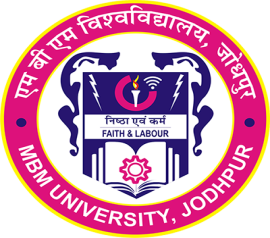 एम बी एम विश्वविद्यालय, जोधपुर
निष्ठा एवं कर्म
FAITH & LABOUR
MBM UNIVERSITY, JODHPUR